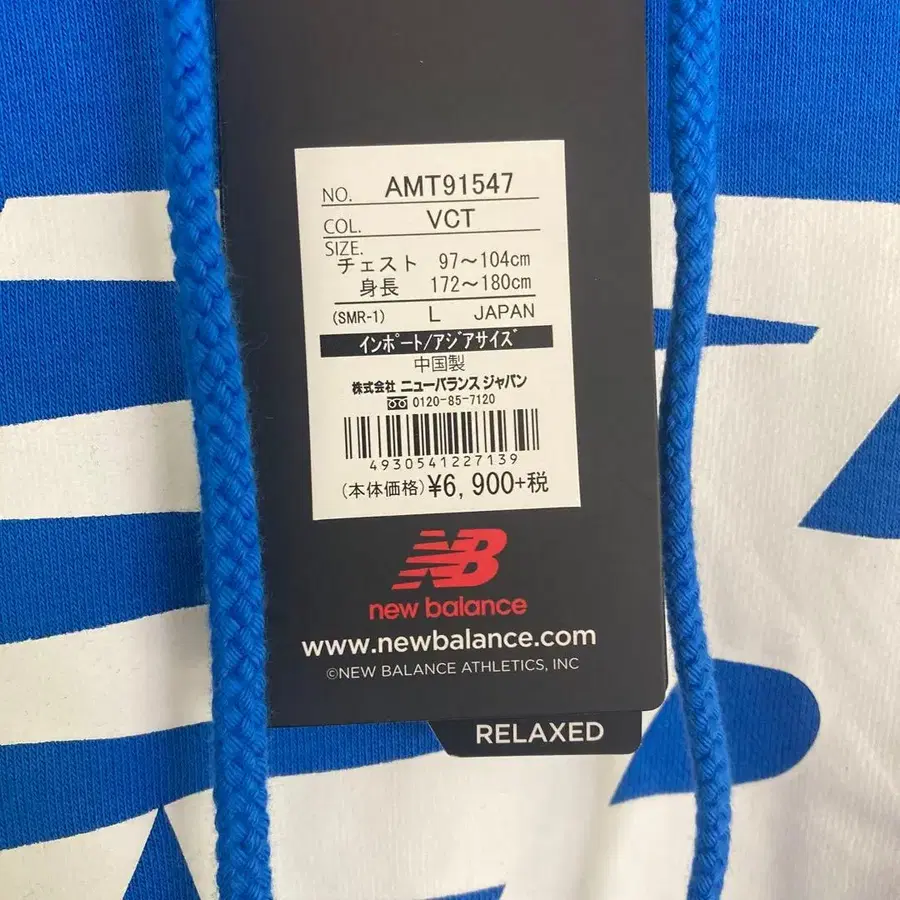 NO. AMT91547
COL. VCT
SIZE.
チェスト 97～104cm
身長 172～180cm
(SMR-1) L JAPAN
インポート/アジアサイズ
中国製
株式会社 ニューバランス ジャパン
0120-85-7120
4930541227139
(本体価格) ¥6,900+税
NB
new balance
www.newbalance.com
©NEW BALANCE ATHLETICS, INC
RELAXED